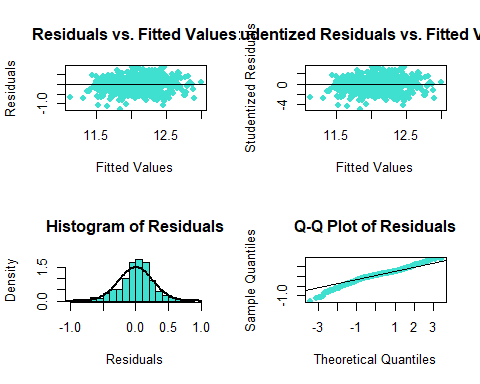 Residuals vs. Fitted Values
Residuals
-1.0
11.5 12.5
Fitted Values
udentized Residuals vs. Fitted V
Studentized Residuals
-4 0
11.5 12.5
Fitted Values
Histogram of Residuals
Density
0.0 1.5
-1.0 0.0 0.5 1.0
Residuals
Q-Q Plot of Residuals
Sample Quantiles
-1.0
-3 -1 1 2 3
Theoretical Quantiles